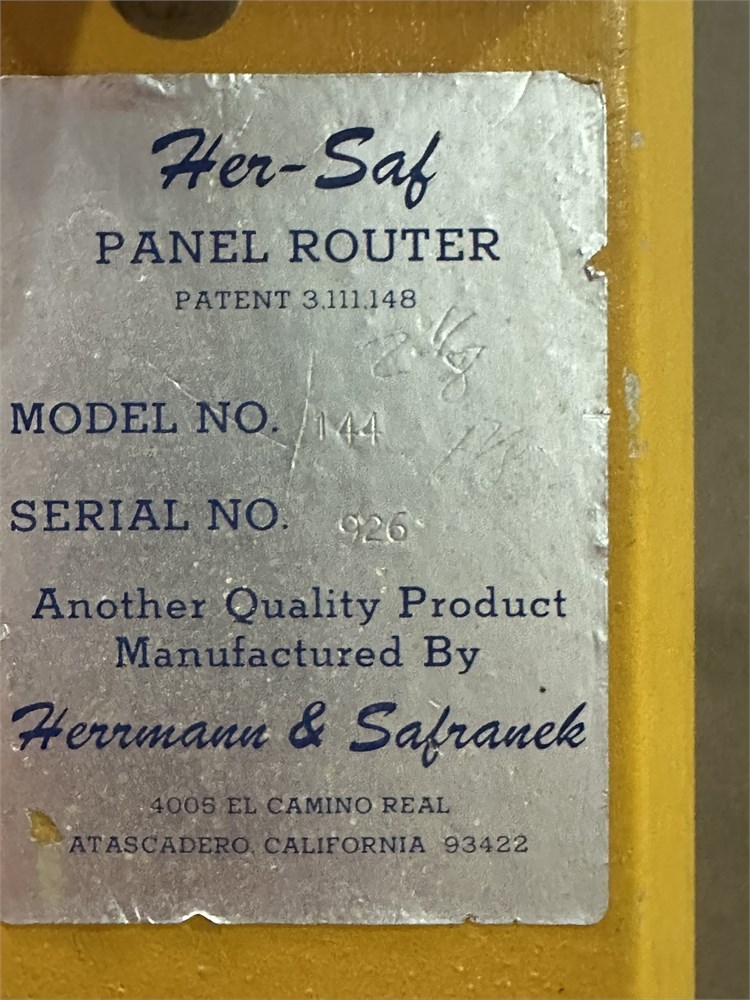 Her-Saf
PANEL ROUTER
PATENT 3,111,148
MODEL NO. 144
SERIAL NO. 926
Another Quality Product
Manufactured By
Herrmann & Safranek
4005 EL CAMINO REAL
ATASCADERO, CALIFORNIA 93422